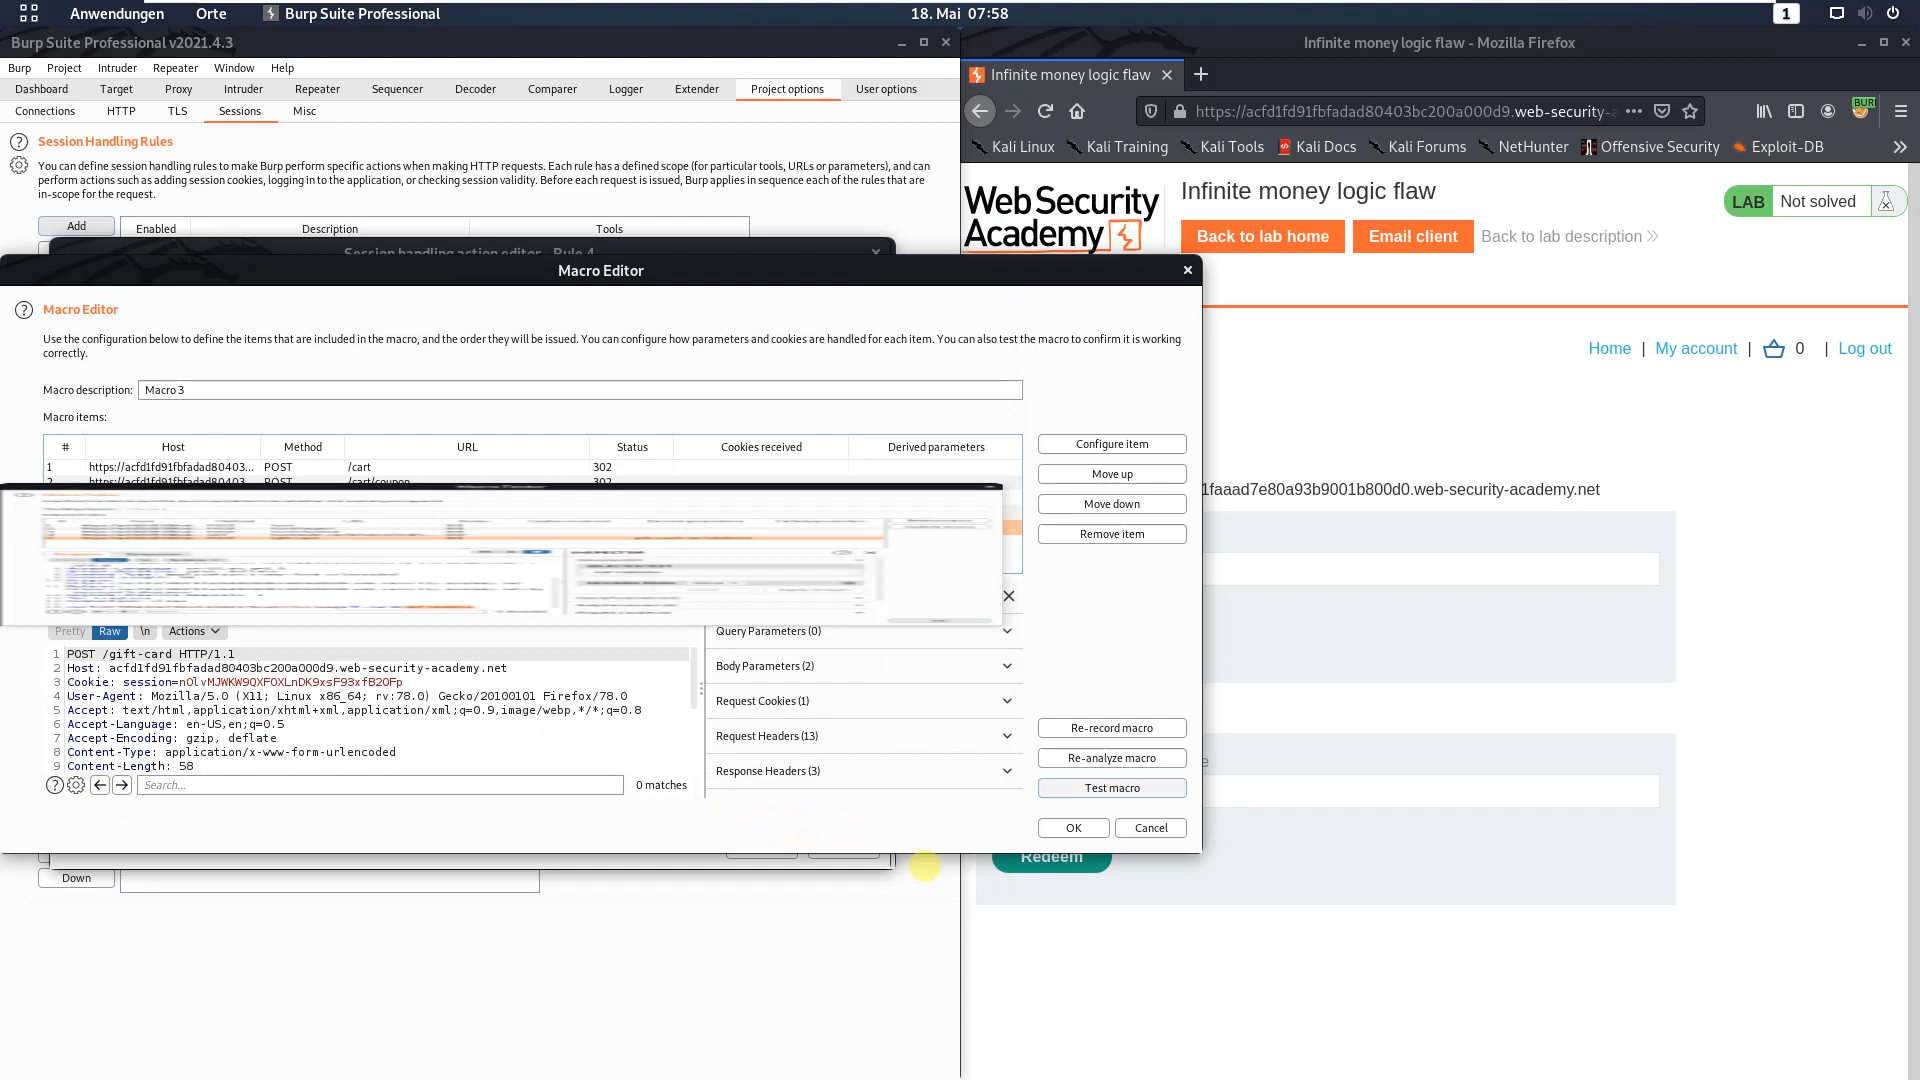 Anwendungen Orte Burp Suite Professional 18. Mai 07:58 1
Burp Suite Professional v2021.4.3
Burp Project Intruder Repeater Window Help
Dashboard Target Proxy Intruder Repeater Sequencer Decoder Comparer Logger Extender Project options User options
Connections HTTP TLS Sessions Misc
Session Handling Rules
You can define session handling rules to make Burp perform specific actions when making HTTP requests. Each rule has a defined scope (for particular tools, URLs or parameters), and can
perform actions such as adding session cookies, logging in to the application, or checking session validity. Before each request is issued, Burp applies in sequence each of the rules that are
in-scope for the request.
Add Enabled Description Tools
Session handling action editor - Rule 4
Macro Editor
Macro Editor
Use the configuration below to define the items that are included in the macro, and the order they will be issued. You can configure how parameters and cookies are handled for each item. You can also test the macro to confirm it is working
correctly.
Macro description: Macro 3
Macro items:
# Host Method URL Status Cookies received Derived parameters
1 https://acfd1fd91fbfadad80403... POST /cart 302
2 https://acfd1fd91fbfadad80403... POST /cart/coupon 302
Configure item
Move up
Move down
Remove item
Pretty Raw \n Actions
1 POST /gift-card HTTP/1.1
2 Host: acfd1fd91fbfadad80403bc200a000d9.web-security-academy.net
3 Cookie: session=nOlvMJWKW9QXFOXLnDK9xsF93xfB2OFp
4 User-Agent: Mozilla/5.0 (X11; Linux x86_64; rv:78.0) Gecko/20100101 Firefox/78.0
5 Accept: text/html,application/xhtml+xml,application/xml;q=0.9,image/webp,*/*;q=0.8
6 Accept-Language: en-US,en;q=0.5
7 Accept-Encoding: gzip, deflate
8 Content-Type: application/x-www-form-urlencoded
9 Content-Length: 58
Search... 0 matches
Query Parameters (0)
Body Parameters (2)
Request Cookies (1)
Request Headers (13)
Response Headers (3)
Re-record macro
Re-analyze macro
Test macro
OK Cancel
Down
Infinite money logic flaw - Mozilla Firefox
Infinite money logic flaw
https://acfd1fd91fbfadad80403bc200a000d9.web-security-a
BUR
Kali Linux Kali Training Kali Tools Kali Docs Kali Forums NetHunter Offensive Security Exploit-DB
Web Security
Academy
Infinite money logic flaw
Back to lab home Email client Back to lab description
LAB Not solved
Home | My account | 0 | Log out
1faaad7e80a93b9001b800d0.web-security-academy.net
Redeem